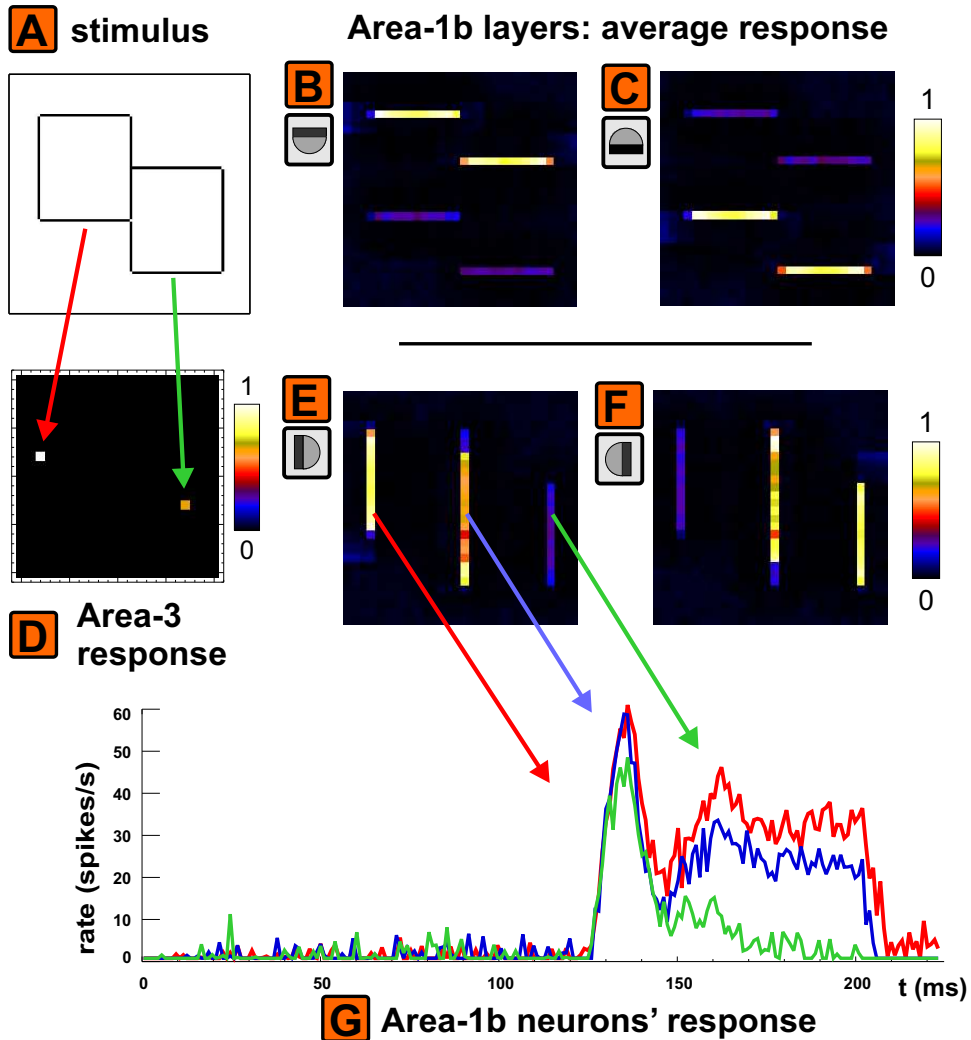 A stimulus
Area-1b layers: average response
B
C
1
0
1
0
D Area-3
response
E
F
1
0
rate (spikes/s)
60
50
40
30
20
10
0
0 50 100 150 200 t (ms)
G Area-1b neurons’ response